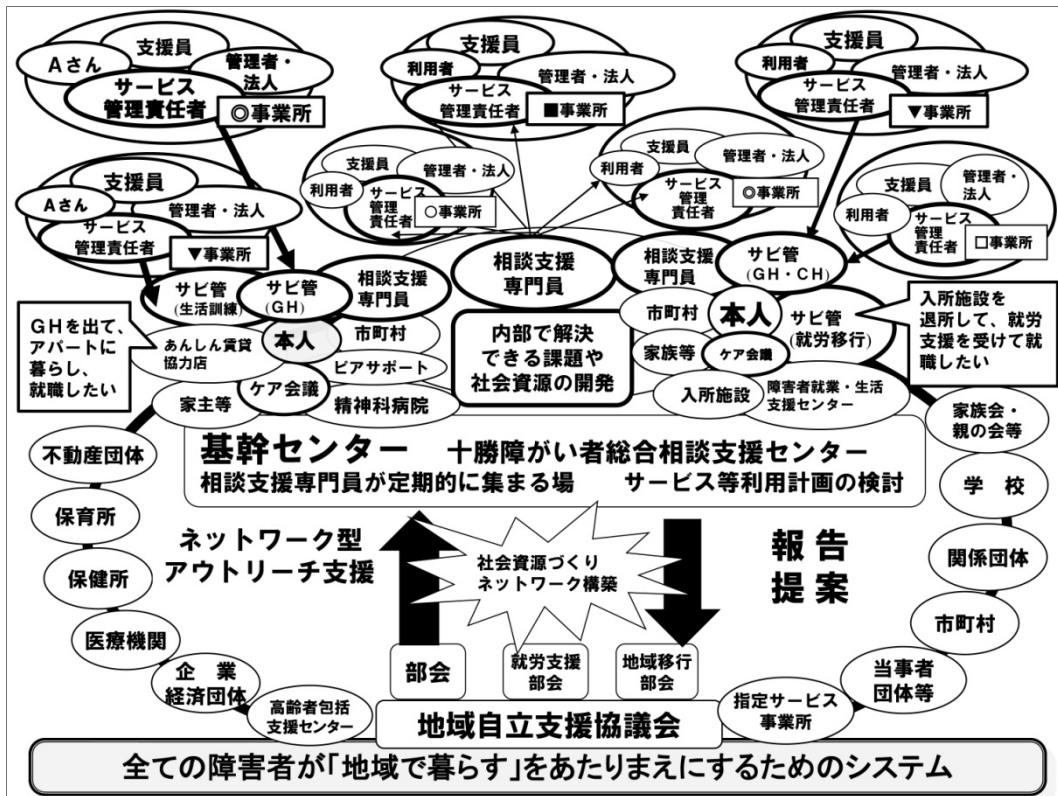 支援員
Aさん
管理者・法人
サービス
管理責任者
◎事業所
支援員
利用者
管理者・法人
サービス
管理責任者
■事業所
支援員
利用者
管理者・法人
サービス
管理責任者
▼事業所
支援員
Aさん
管理者・法人
サービス
管理責任者
▼事業所
支援員
利用者
管理者・法人
サービス
管理
責任者
○事業所
支援員
利用者
管理者・法人
サービス
管理
責任者
◎事業所
支援員
利用者
管理者・
法人
サービス
管理
責任者
□事業所
サビ管
(生活訓練)
サビ管
(GH)
相談支援
専門員
相談支援
専門員
相談支援
専門員
サビ管
(GH・CH)
GHを出て、
アパートに
暮らし、
就職したい
あんしん賃貸
協力店
本人
市町村
ピアサポート
ケア会議
家主等
精神科病院
内部で解決
できる課題や
社会資源の開発
市町村
本人
サビ管
(就労移行)
家族等
ケア会議
入所施設
障害者就業・生活
支援センター
入所施設を
退所して、就労
支援を受けて就
職したい
基幹センター 十勝障がい者総合相談支援センター
相談支援専門員が定期的に集まる場 サービス等利用計画の検討
不動産団体
保育所
保健所
医療機関
企業
経済団体
高齢者包括
支援センター
家族会・
親の会等
学校
関係団体
市町村
当事者
団体等
指定サービス
事業所
ネットワーク型
アウトリーチ支援
社会資源づくり
ネットワーク構築
報告
提案
部会
就労支援
部会
地域移行
部会
地域自立支援協議会
全ての障害者が「地域で暮らす」をあたりまえにするためのシステム